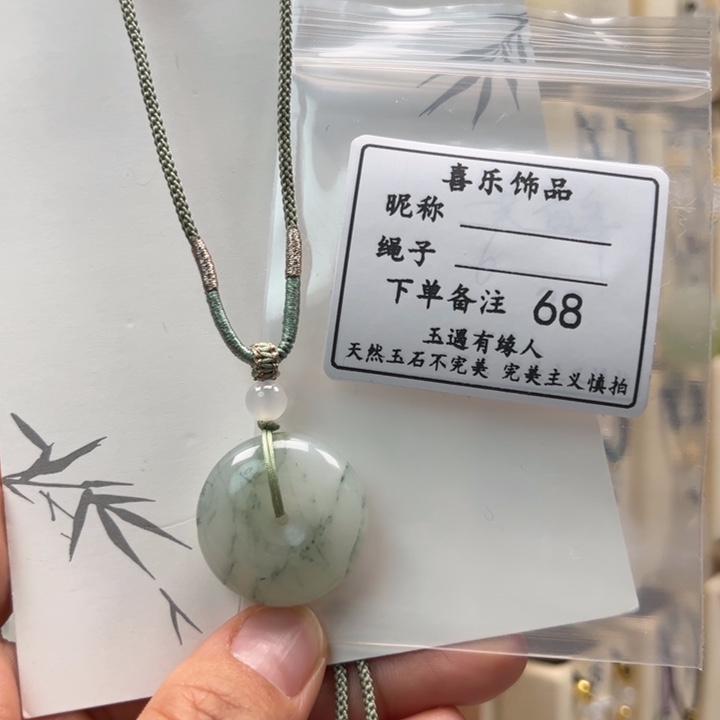 喜乐饰品
昵称
绳子
下单备注 68
玉遇有缘人
天然玉石不完美 完美主义慎拍